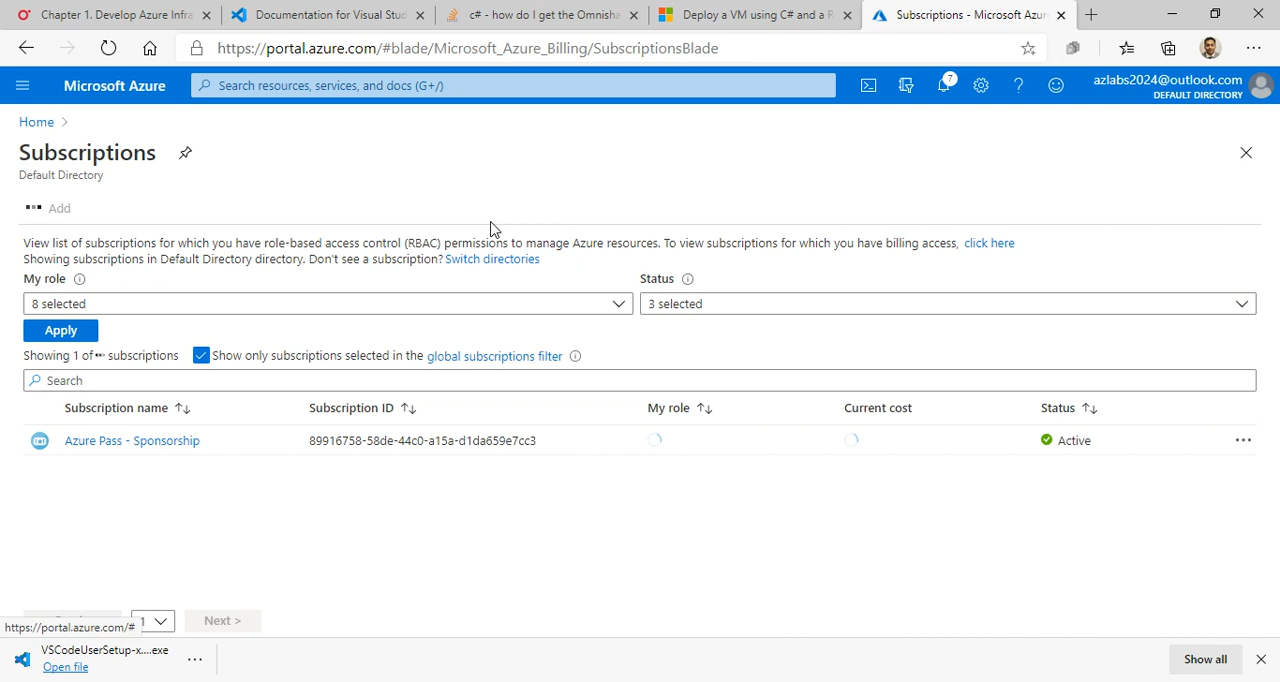 Chapter 1. Develop Azure Infra
Documentation for Visual Stud
c# - how do I get the Omnisha
Deploy a VM using C# and a R
Subscriptions - Microsoft Azur
https://portal.azure.com/#blade/Microsoft_Azure_Billing/SubscriptionsBlade
Microsoft Azure
Search resources, services, and docs (G+/)
7
azlabs2024@outlook.com
DEFAULT DIRECTORY
Home
Subscriptions
Default Directory
Add
View list of subscriptions for which you have role-based access control (RBAC) permissions to manage Azure resources. To view subscriptions for which you have billing access, click here
Showing subscriptions in Default Directory directory. Don't see a subscription? Switch directories
My role
Status
8 selected
3 selected
Apply
Showing 1 of subscriptions
Show only subscriptions selected in the global subscriptions filter
Search
Subscription name
Subscription ID
My role
Current cost
Status
Azure Pass - Sponsorship
89916758-58de-44c0-a15a-d1da659e7cc3
Active
1
Next >
https://portal.azure.com/#
VSCodeUserSetup-x....exe
Open file
Show all